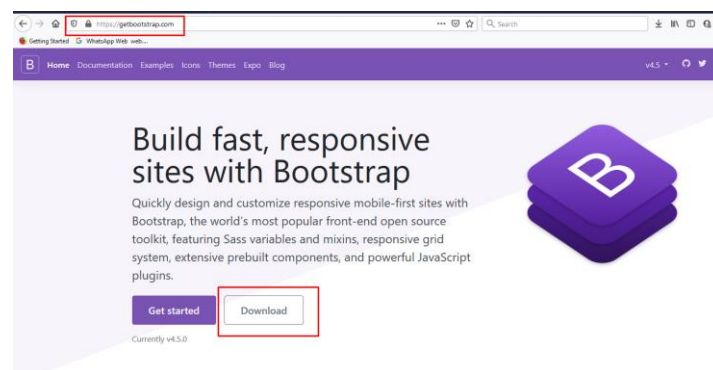 https://getbootstrap.com
Search
Getting Started G WhatsApp Web web...
B Home Documentation Examples Icons Themes Expo Blog v4.5
Build fast, responsive
sites with Bootstrap
B
Quickly design and customize responsive mobile-first sites with
Bootstrap, the world's most popular front-end open source
toolkit, featuring Sass variables and mixins, responsive grid
system, extensive prebuilt components, and powerful JavaScript
plugins.
Get started Download
Currently v4.5.0